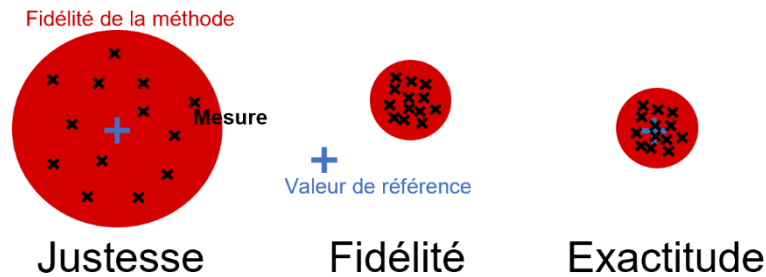 Fidélité de la méthode
Mesure
Valeur de référence
Justesse
Fidélité
Exactitude